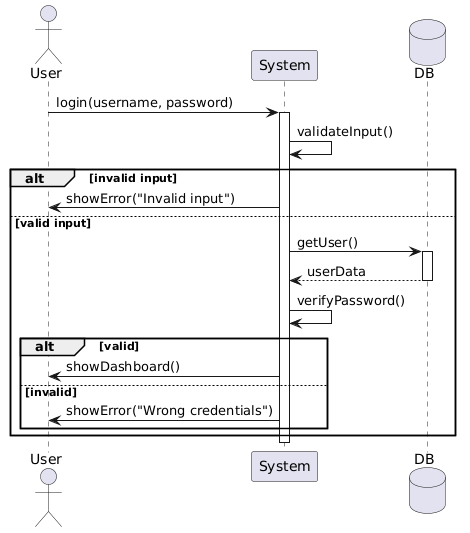 User
System
DB
login(username, password)
validateInput()
alt [invalid input]
showError("Invalid input")
[valid input]
getUser()
userData
verifyPassword()
alt [valid]
showDashboard()
[invalid]
showError("Wrong credentials")
User
System
DB